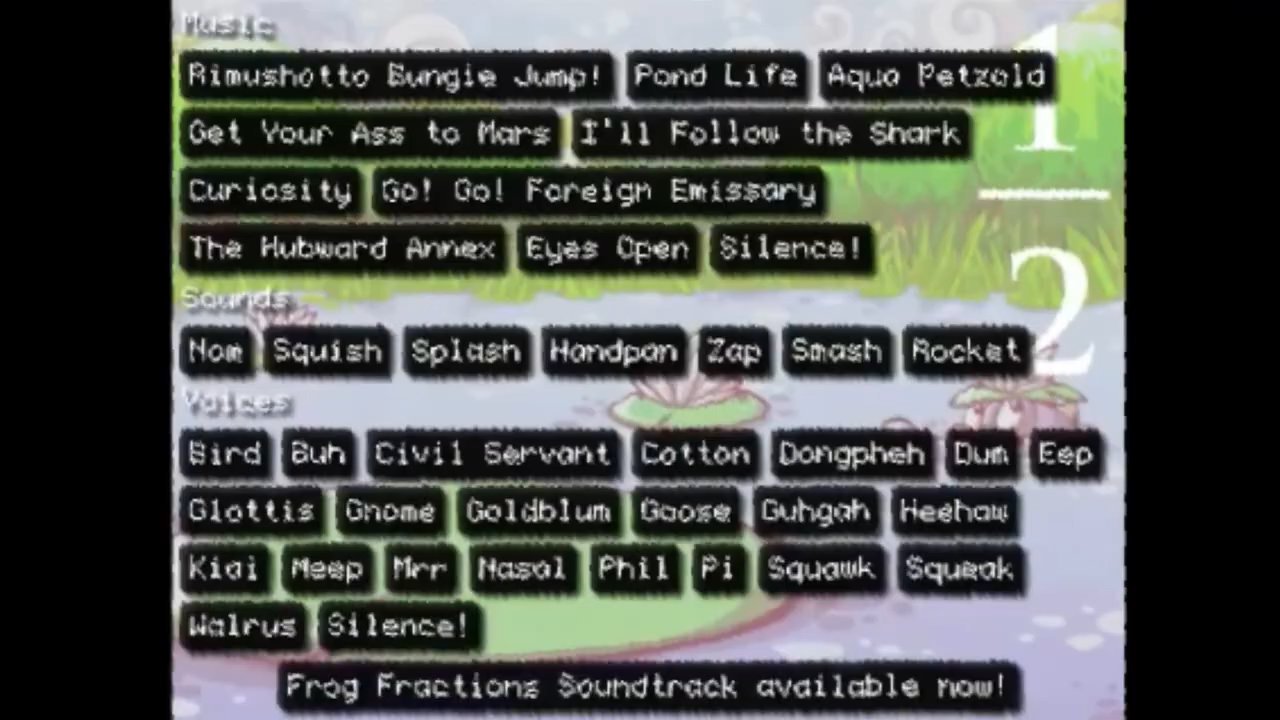 Music
Rimushotto Bungie Jump! Pond Life Aqua Petzold
Get Your Ass to Mars I'll Follow the Shark
Curiosity Go! Go! Foreign Emissary
The Hubward Annex Eyes Open Silence!
1
2
Sounds
Nom Squish Splash Handpan Zap Smash Rocket
Voices
Bird Buh Civil Servant Cotton Dongpheh Dum Eep
Glottis Gnome Goldblum Goose Guhgah Heehaw
Kiai Meep Mrr Nasal Phil Pi Squawk Squeak
Walrus Silence!
Frog Fractions Soundtrack available now!